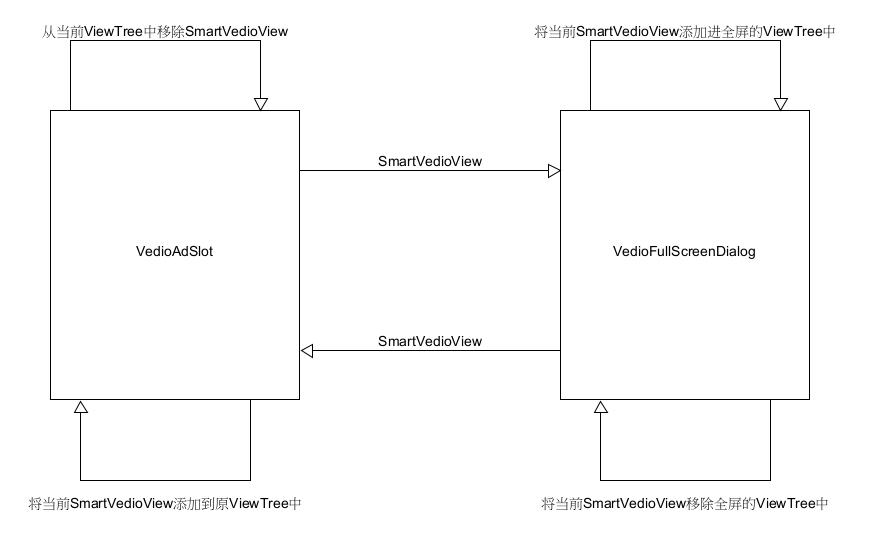 从当前ViewTree中移除SmartVedioView
将当前SmartVedioView添加进全屏的ViewTree中
SmartVedioView
VedioAdSlot
VedioFullScreenDialog
SmartVedioView
将当前SmartVedioView添加到原ViewTree中
将当前SmartVedioView移除全屏的ViewTree中